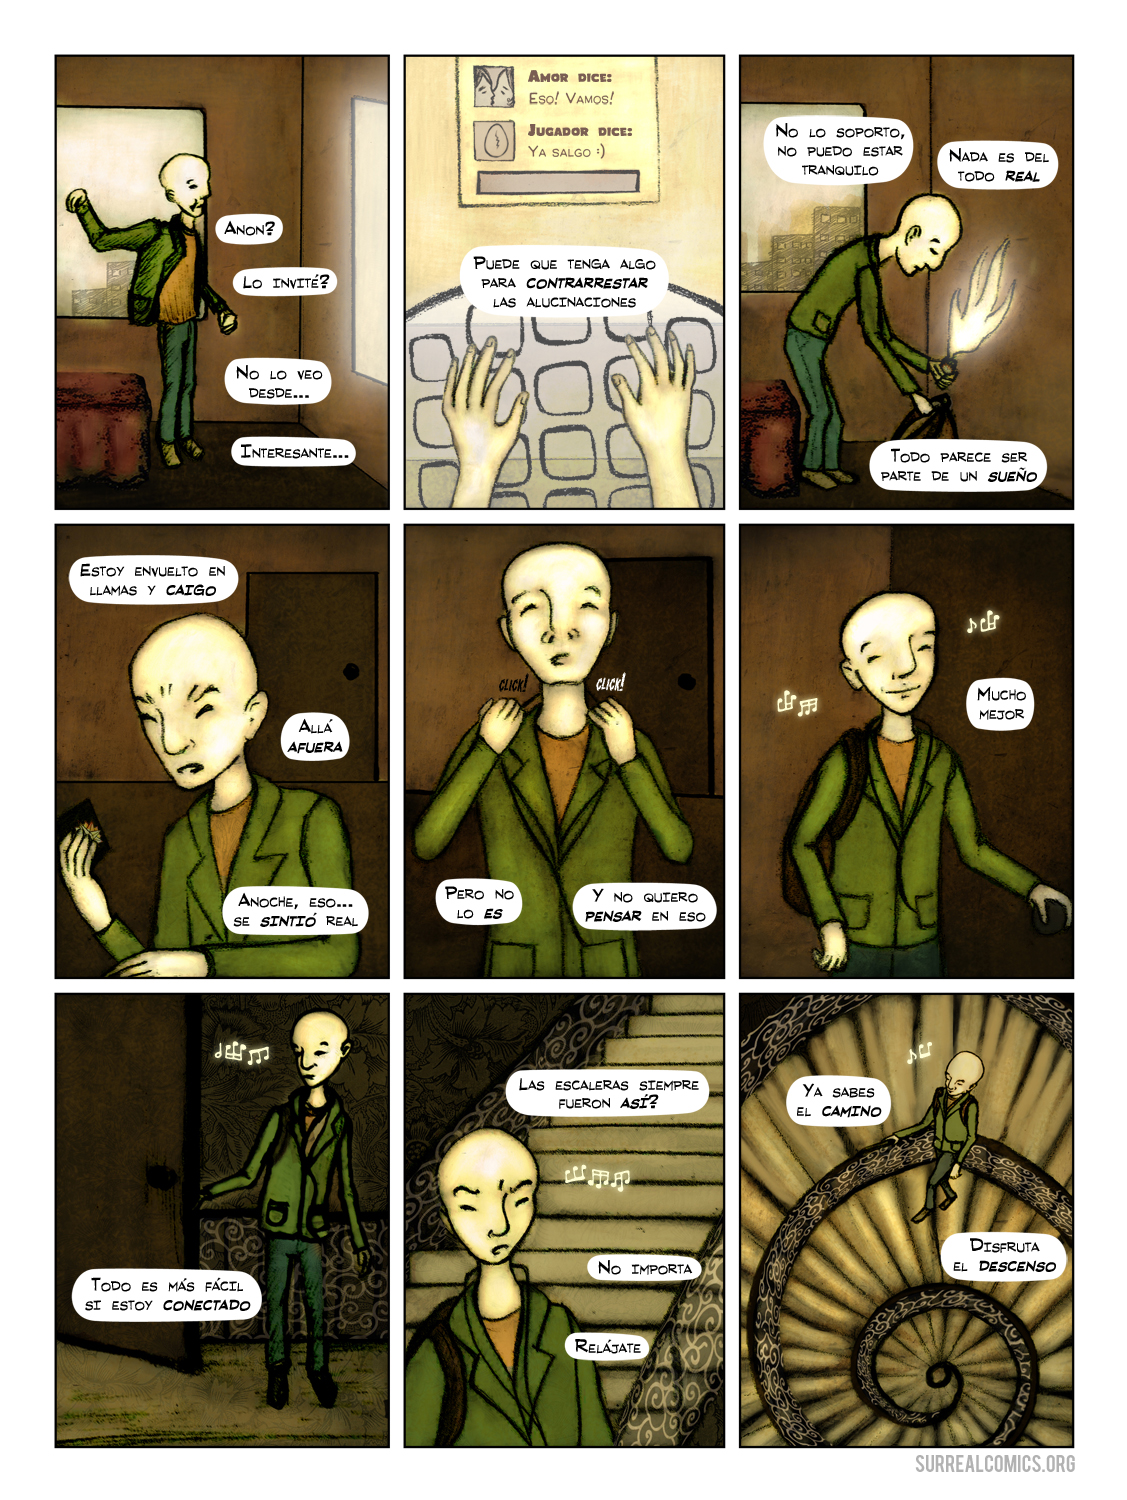 Anon?
Lo invité?
No lo veo
desde...
Interesante...
Amor dice:
Eso! Vamos!
Jugador dice:
Ya salgo :)
Puede que tenga algo
para contrarrestar
las alucinaciones
No lo soporto,
no puedo estar
tranquilo
Nada es del
todo real
Todo parece ser
parte de un sueño
Estoy envuelto en
llamas y caigo
Allá
afuera
Anoche, eso...
se sintió real
click!
click!
Pero no
lo es
Y no quiero
pensar en eso
Mucho
mejor
Todo es más fácil
si estoy conectado
Las escaleras siempre
fueron así?
No importa
Relájate
Ya sabes
el camino
Disfruta
el descenso
surrealcomics.org